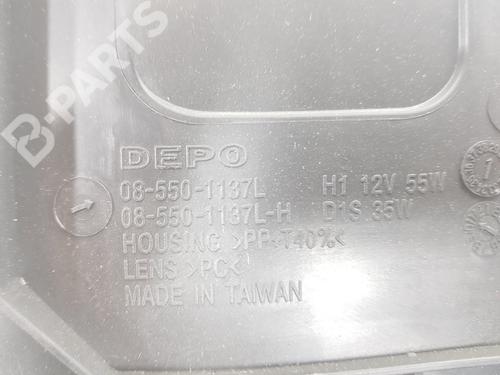 B-PARTS
DEPO
08-550-1137L H1 12V 55W
08-550-1137L-H D1S 35W
HOUSING >PP-T40%<
LENS >PC<
MADE IN TAIWAN